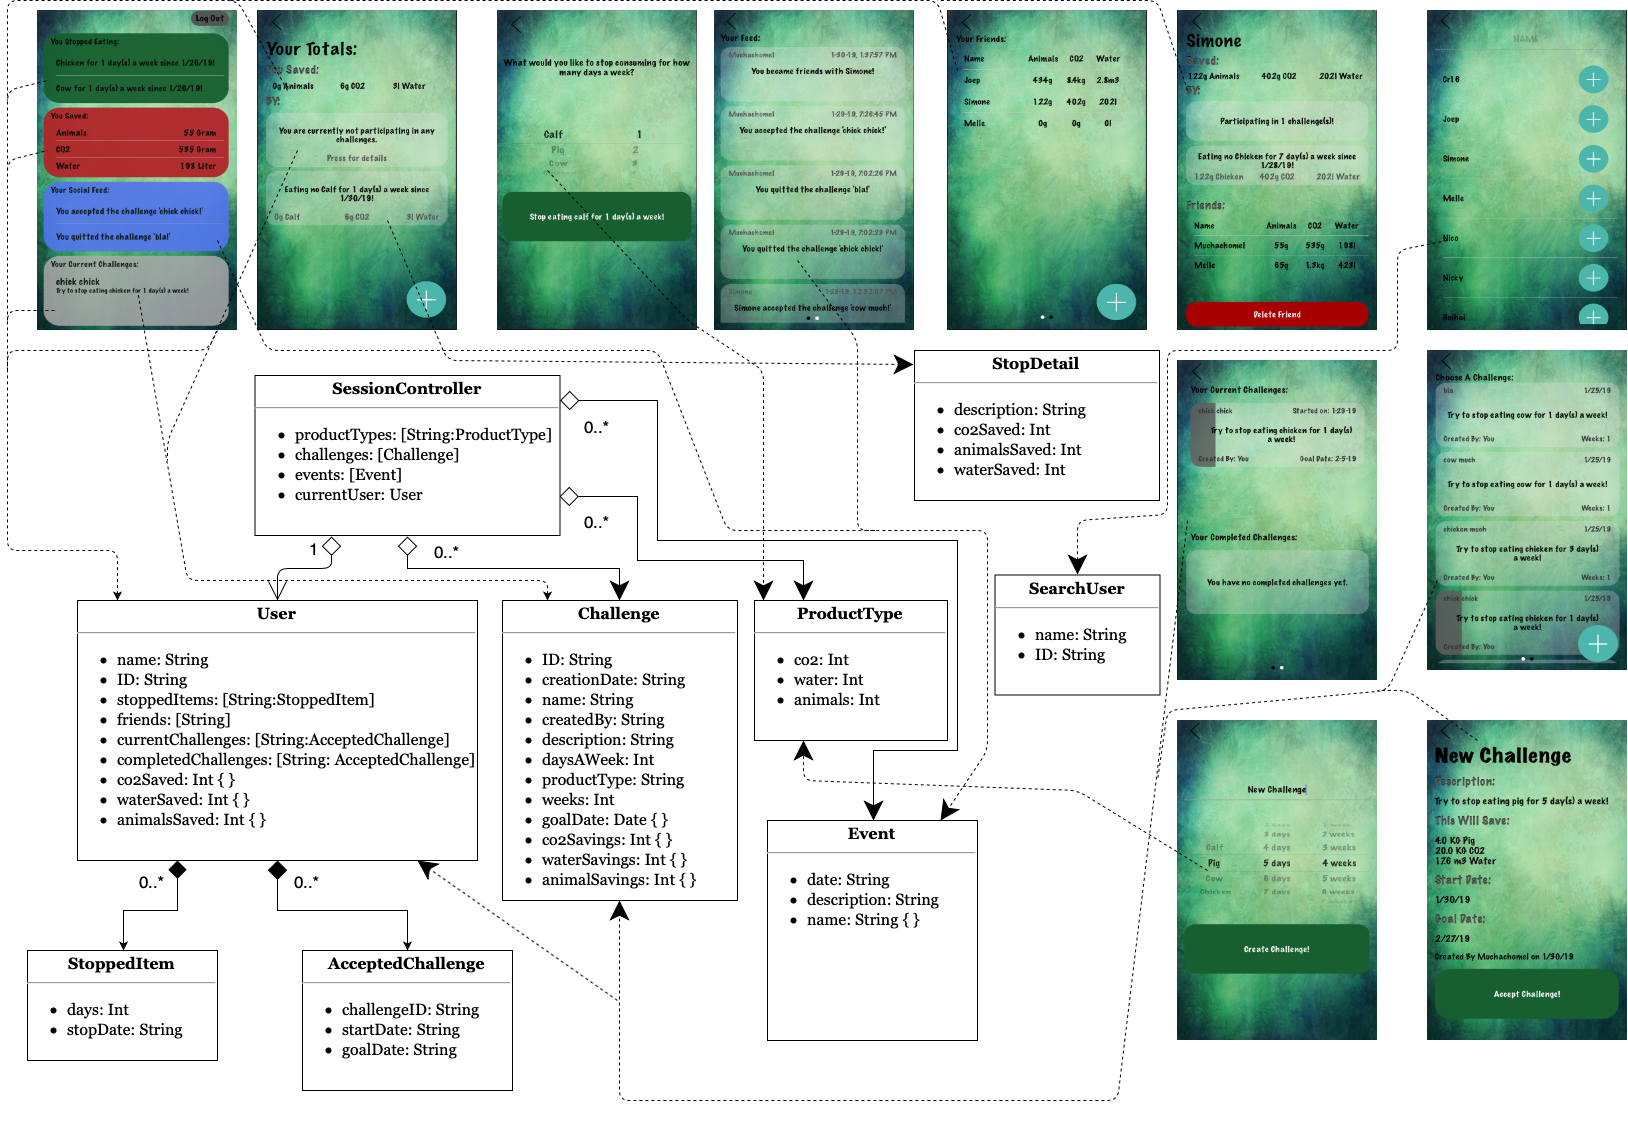 Log Out
You Stopped Eating:
Chicken for 1 day(s) a week since 1/26/19!
Cow for 1 day(s) a week since 1/26/19!
You Saved:
Animals 55 Gram
CO2 535 Gram
Water 198 Liter
Your Social Feed:
You accepted the challenge 'chick chick!'
You quitted the challenge 'bla!'
Your Current Challenges:
chick chick
Try to stop eating chicken for 1 day(s) a week!
Your Totals:
You Saved:
0g Animals 6g CO2 3l Water
BY:
You are currently not participating in any
challenges.
Press for details
Eating no Calf for 1 day(s) a week since
1/30/19!
0g Calf 6g CO2 3l Water
What would you like to stop consuming for how
many days a week?
Calf 1
Pig 2
Cow 3
Stop eating calf for 1 day(s) a week!
Your Feed:
Muchachomel 1-30-19, 1:37:57 PM
You became friends with Simone!
Muchachomel 1-29-19, 7:26:45 PM
You accepted the challenge 'chick chick!'
Muchachomel 1-29-19, 7:02:26 PM
You quitted the challenge 'bla!'
Muchachomel 1-29-19, 7:02:23 PM
You quitted the challenge 'chick chick!'
Simone
Simone accepted the challenge 'cow much!'
Your Friends:
Name Animals CO2 Water
Joep 434g 8.4kg 2.8m3
Simone 122g 402g 202l
Melle 0g 0g 0l
Simone
Saved:
122g Animals 402g CO2 202l Water
BY:
Participating in 1 challenge(s)!
Eating no Chicken for 7 day(s) a week since
1/28/19!
122g Chicken 402g CO2 202l Water
Friends:
Name Animals CO2 Water
Muchachomel 55g 535g 198l
Melle 65g 1.3kg 423l
Delete Friend
NAME
Gr16
Joep
Simone
Melle
Nico
Nicky
Haihai
SessionController
productTypes: [String:ProductType]
challenges: [Challenge]
events: [Event]
currentUser: User
0..*
0..*
1
0..*
StopDetail
description: String
co2Saved: Int
animalsSaved: Int
waterSaved: Int
SearchUser
name: String
ID: String
User
name: String
ID: String
stoppedItems: [String:StoppedItem]
friends: [String]
currentChallenges: [String:AcceptedChallenge]
completedChallenges: [String: AcceptedChallenge]
co2Saved: Int { }
waterSaved: Int { }
animalsSaved: Int { }
0..*
0..*
Challenge
ID: String
creationDate: String
name: String
createdBy: String
description: String
daysAWeek: Int
productType: String
weeks: Int
goalDate: Date { }
co2Savings: Int { }
waterSavings: Int { }
animalSavings: Int { }
ProductType
co2: Int
water: Int
animals: Int
Event
date: String
description: String
name: String { }
StoppedItem
days: Int
stopDate: String
AcceptedChallenge
challengeID: String
startDate: String
goalDate: String
Your Current Challenges:
chick chick Started on: 1-29-19
Try to stop eating chicken for 1 day(s)
a week!
Created By: You Goal Date: 2-5-19
Your Completed Challenges:
You have no completed challenges yet.
Choose A Challenge:
bla 1/25/19
Try to stop eating cow for 1 day(s) a week!
Created By: You Weeks: 1
cow much 1/25/19
Try to stop eating cow for 1 day(s) a week!
Created By: You Weeks: 1
chicken much 1/25/19
Try to stop eating chicken for 3 day(s)
a week!
Created By: You Weeks: 1
chick chick 1/29/19
Try to stop eating chicken for 1 day(s)
a week!
Created By: You
New Challenge
3 days 2 weeks
Calf 4 days 3 weeks
Pig 5 days 4 weeks
Cow 6 days 5 weeks
Chicken 7 days 6 weeks
Create Challenge!
New Challenge
Description:
Try to stop eating pig for 5 day(s) a week!
This Will Save:
4.0 KG Pig
20.0 KG CO2
17.6 m3 Water
Start Date:
1/30/19
Goal Date:
2/27/19
Created By Muchachomel on 1/30/19
Accept Challenge!